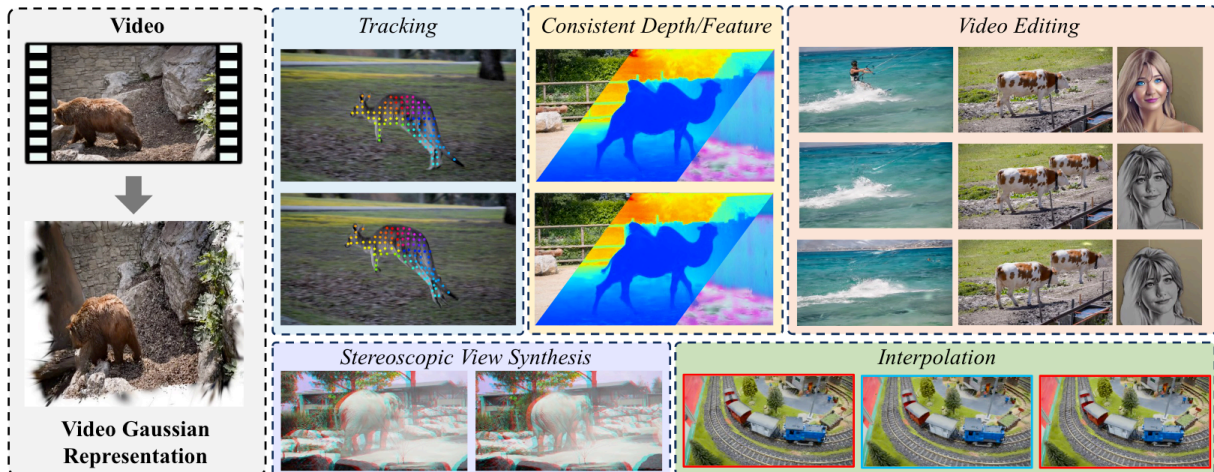 Video
Video Gaussian
Representation
Tracking
Consistent Depth/Feature
Video Editing
Stereoscopic View Synthesis
Interpolation